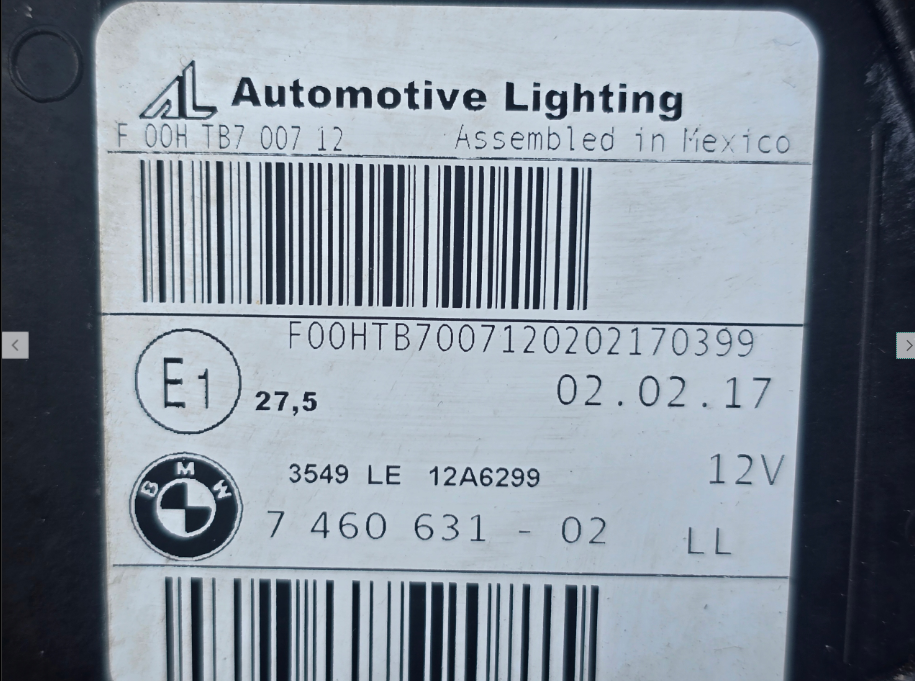 AL Automotive Lighting
F 00H TB7 007 12 Assembled in Mexico
F00HTB7007120202170399
E1 27,5 02.02.17
BMW 3549 LE 12A6299 12V
7 460 631 - 02 LL